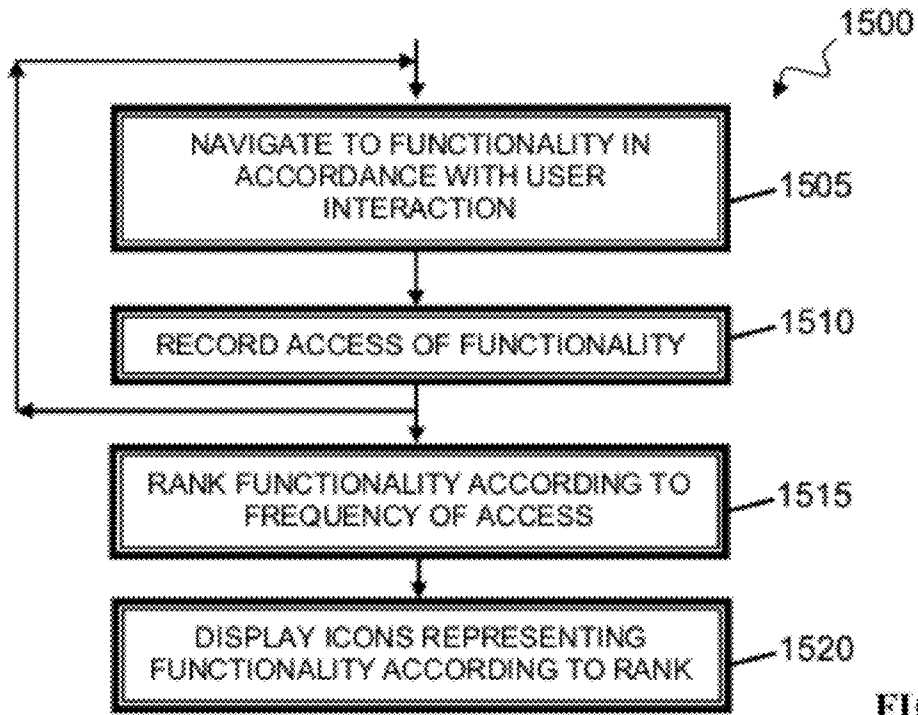 1500
NAVIGATE TO FUNCTIONALITY IN
ACCORDANCE WITH USER
INTERACTION
1505
RECORD ACCESS OF FUNCTIONALITY
1510
RANK FUNCTIONALITY ACCORDING TO
FREQUENCY OF ACCESS
1515
DISPLAY ICONS REPRESENTING
FUNCTIONALITY ACCORDING TO RANK
1520